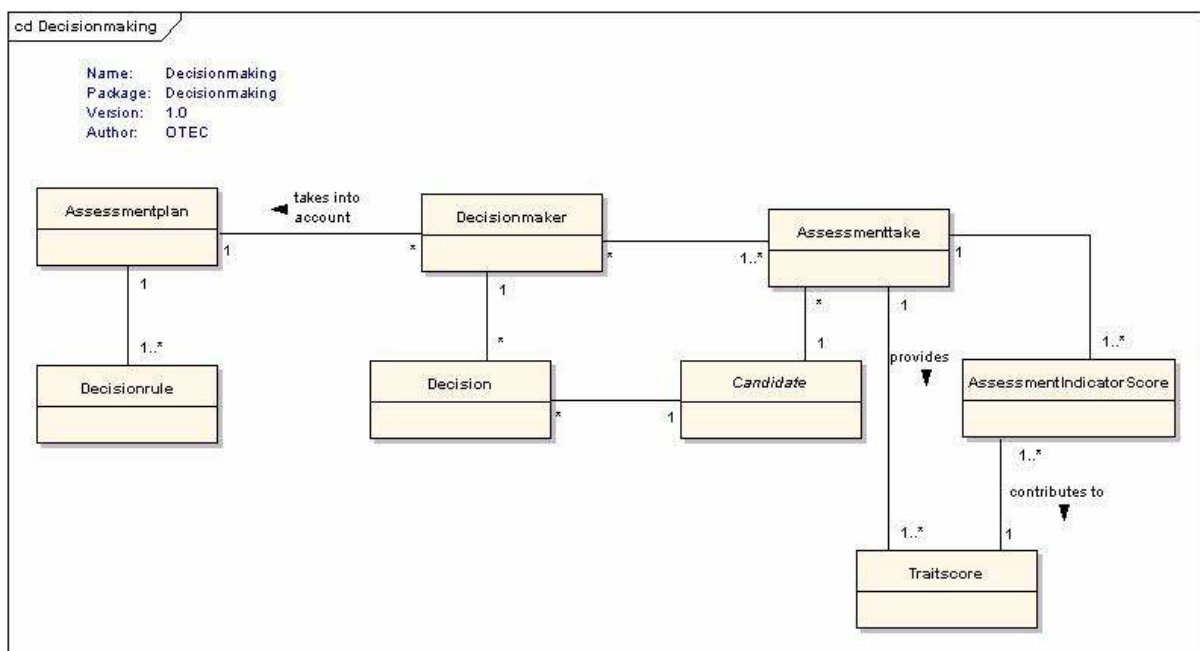 cd Decisionmaking
Name: Decisionmaking
Package: Decisionmaking
Version: 1.0
Author: OTEC
Assessmentplan
takes into
account
Decisionmaker
Assessmenttake
1
*
*
1..*
1
1
1
*
1
1..*
*
1
provides
1..*
Decisionrule
Decision
Candidate
AssessmentIndicatorScore
*
1
1..*
contributes to
1..*
1
Traitscore